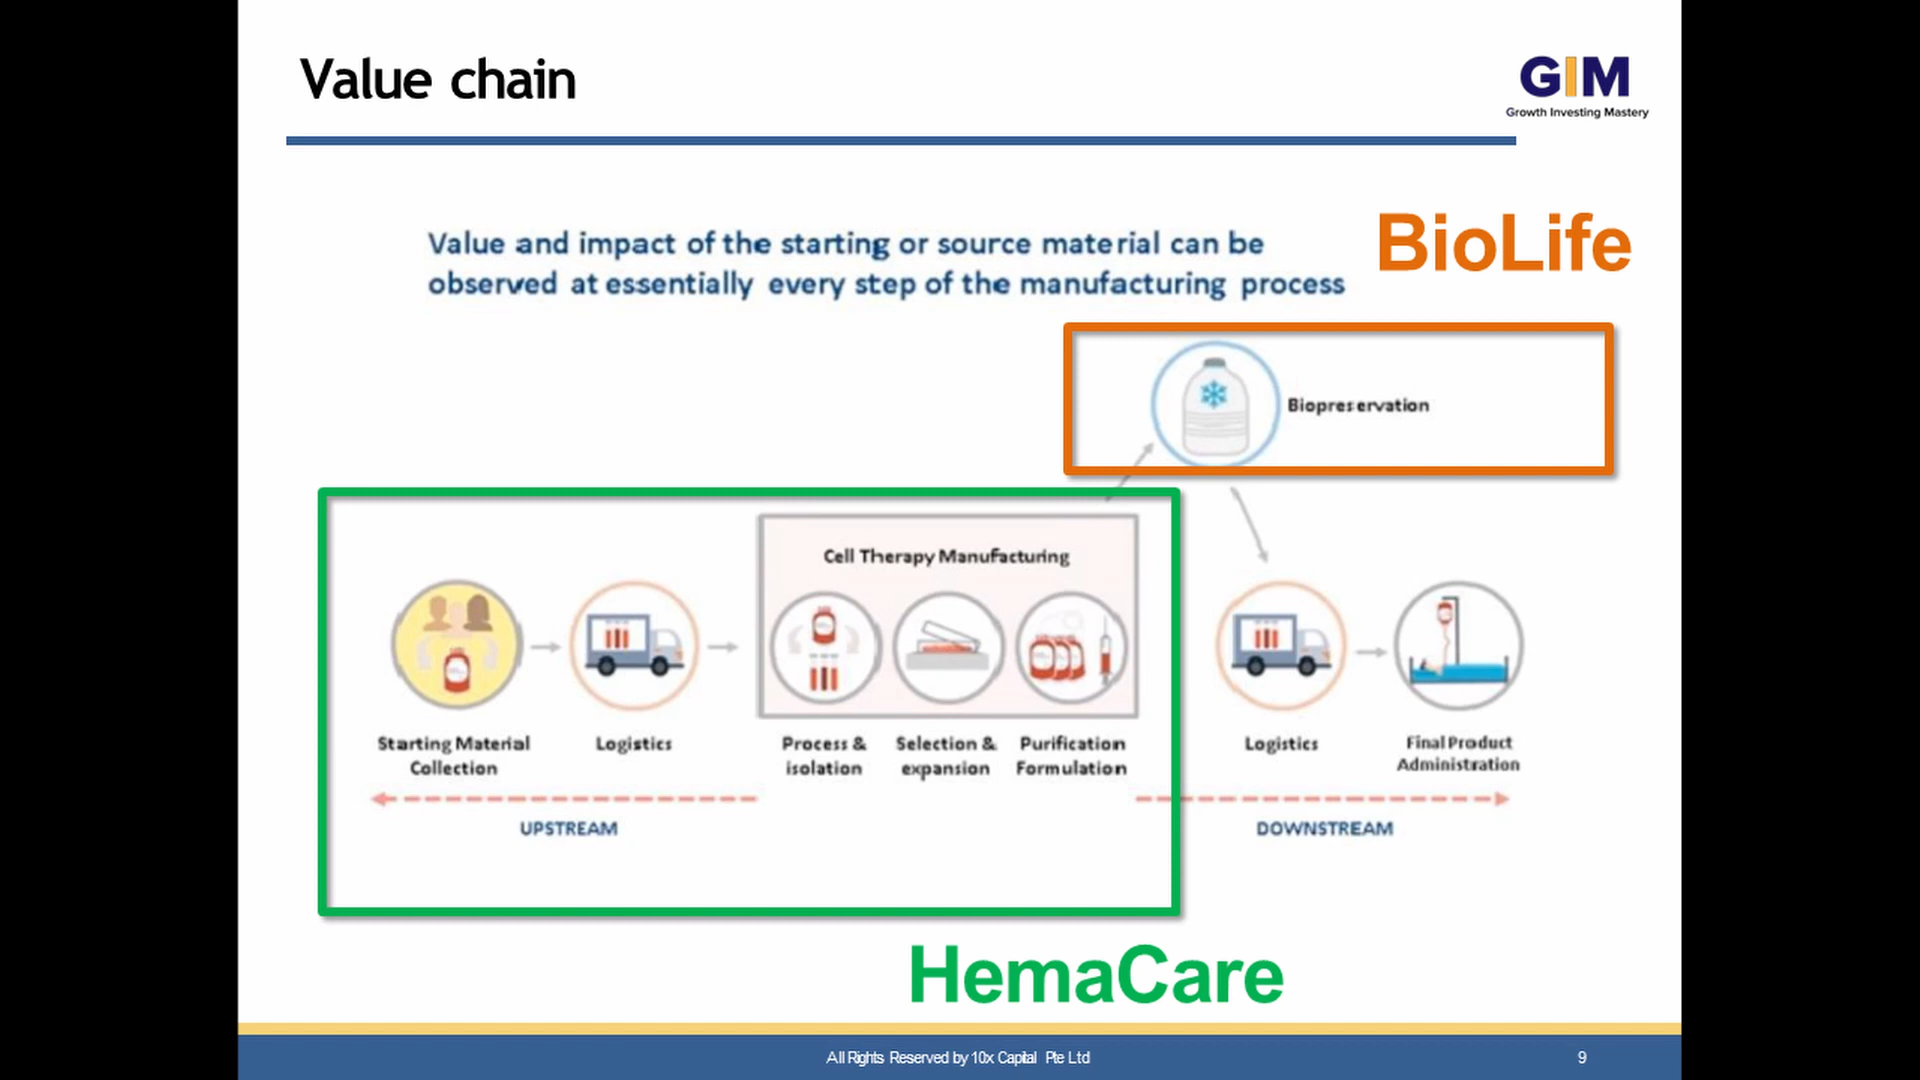 Value chain
GIM
Growth Investing Mastery
Value and impact of the starting or source material can be
observed at essentially every step of the manufacturing process
BioLife
Biopreservation
Cell Therapy Manufacturing
Starting Material
Collection
Logistics
Process &
isolation
Selection &
expansion
Purification
Formulation
Logistics
Final Product
Administration
UPSTREAM
DOWNSTREAM
HemaCare
All Rights Reserved by 10x Capital Pte Ltd
9